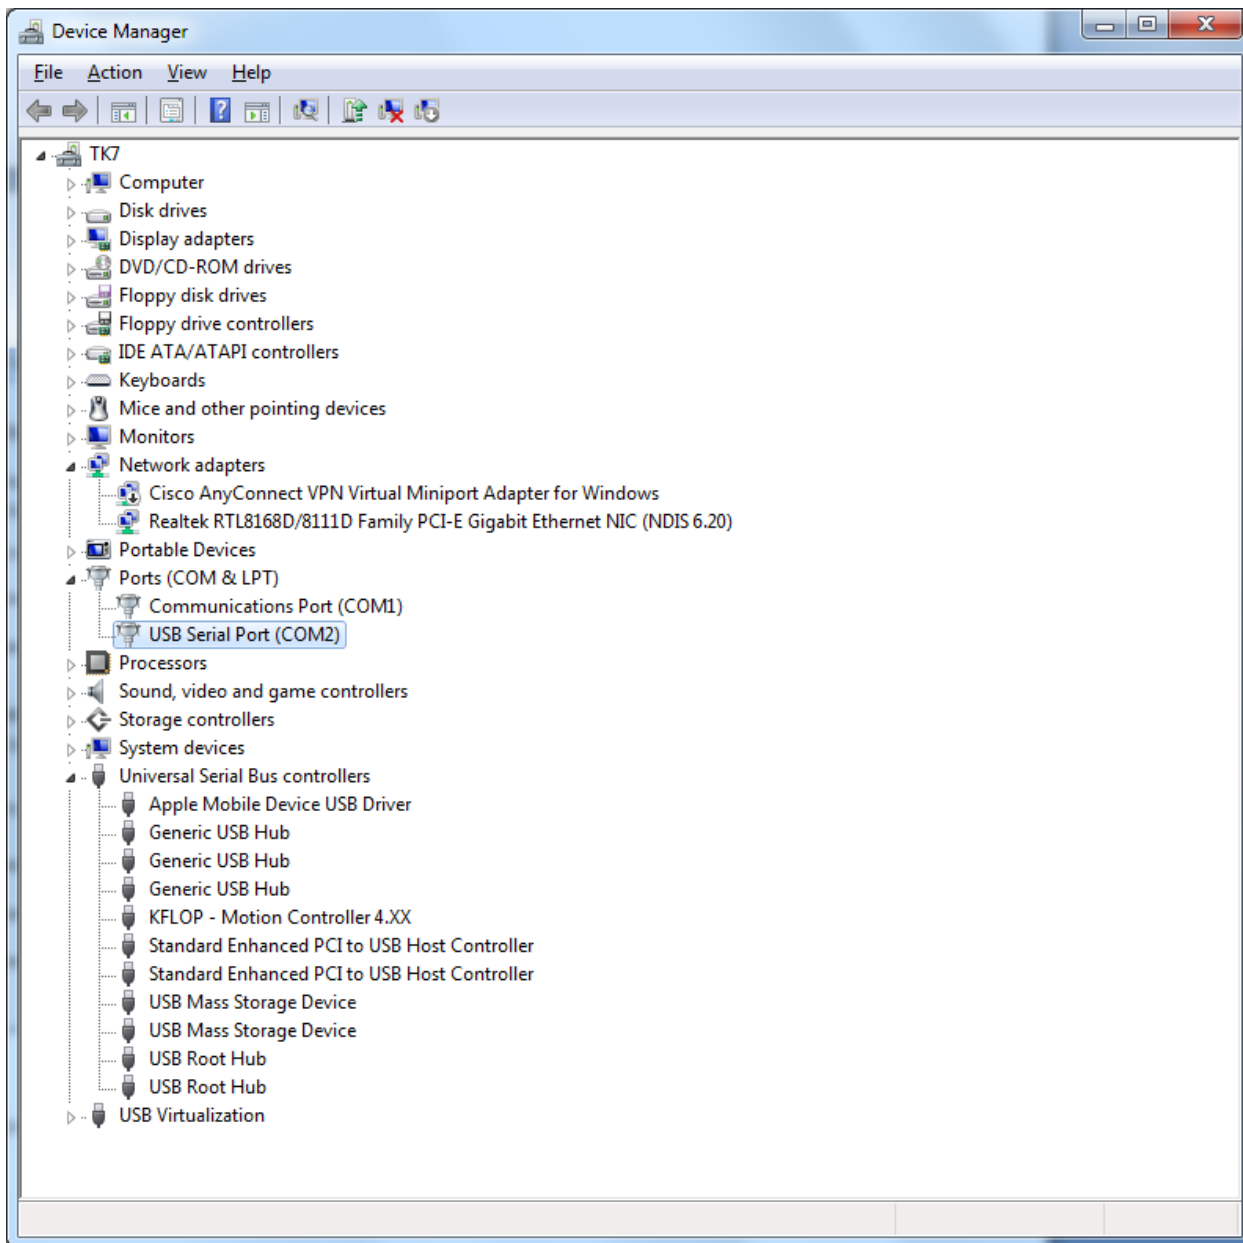 Device Manager
File Action View Help
TK7
Computer
Disk drives
Display adapters
DVD/CD-ROM drives
Floppy disk drives
Floppy drive controllers
IDE ATA/ATAPI controllers
Keyboards
Mice and other pointing devices
Monitors
Network adapters
Cisco AnyConnect VPN Virtual Miniport Adapter for Windows
Realtek RTL8168D/8111D Family PCI-E Gigabit Ethernet NIC (NDIS 6.20)
Portable Devices
Ports (COM & LPT)
Communications Port (COM1)
USB Serial Port (COM2)
Processors
Sound, video and game controllers
Storage controllers
System devices
Universal Serial Bus controllers
Apple Mobile Device USB Driver
Generic USB Hub
Generic USB Hub
Generic USB Hub
KFLOP - Motion Controller 4.XX
Standard Enhanced PCI to USB Host Controller
Standard Enhanced PCI to USB Host Controller
USB Mass Storage Device
USB Mass Storage Device
USB Root Hub
USB Root Hub
USB Virtualization